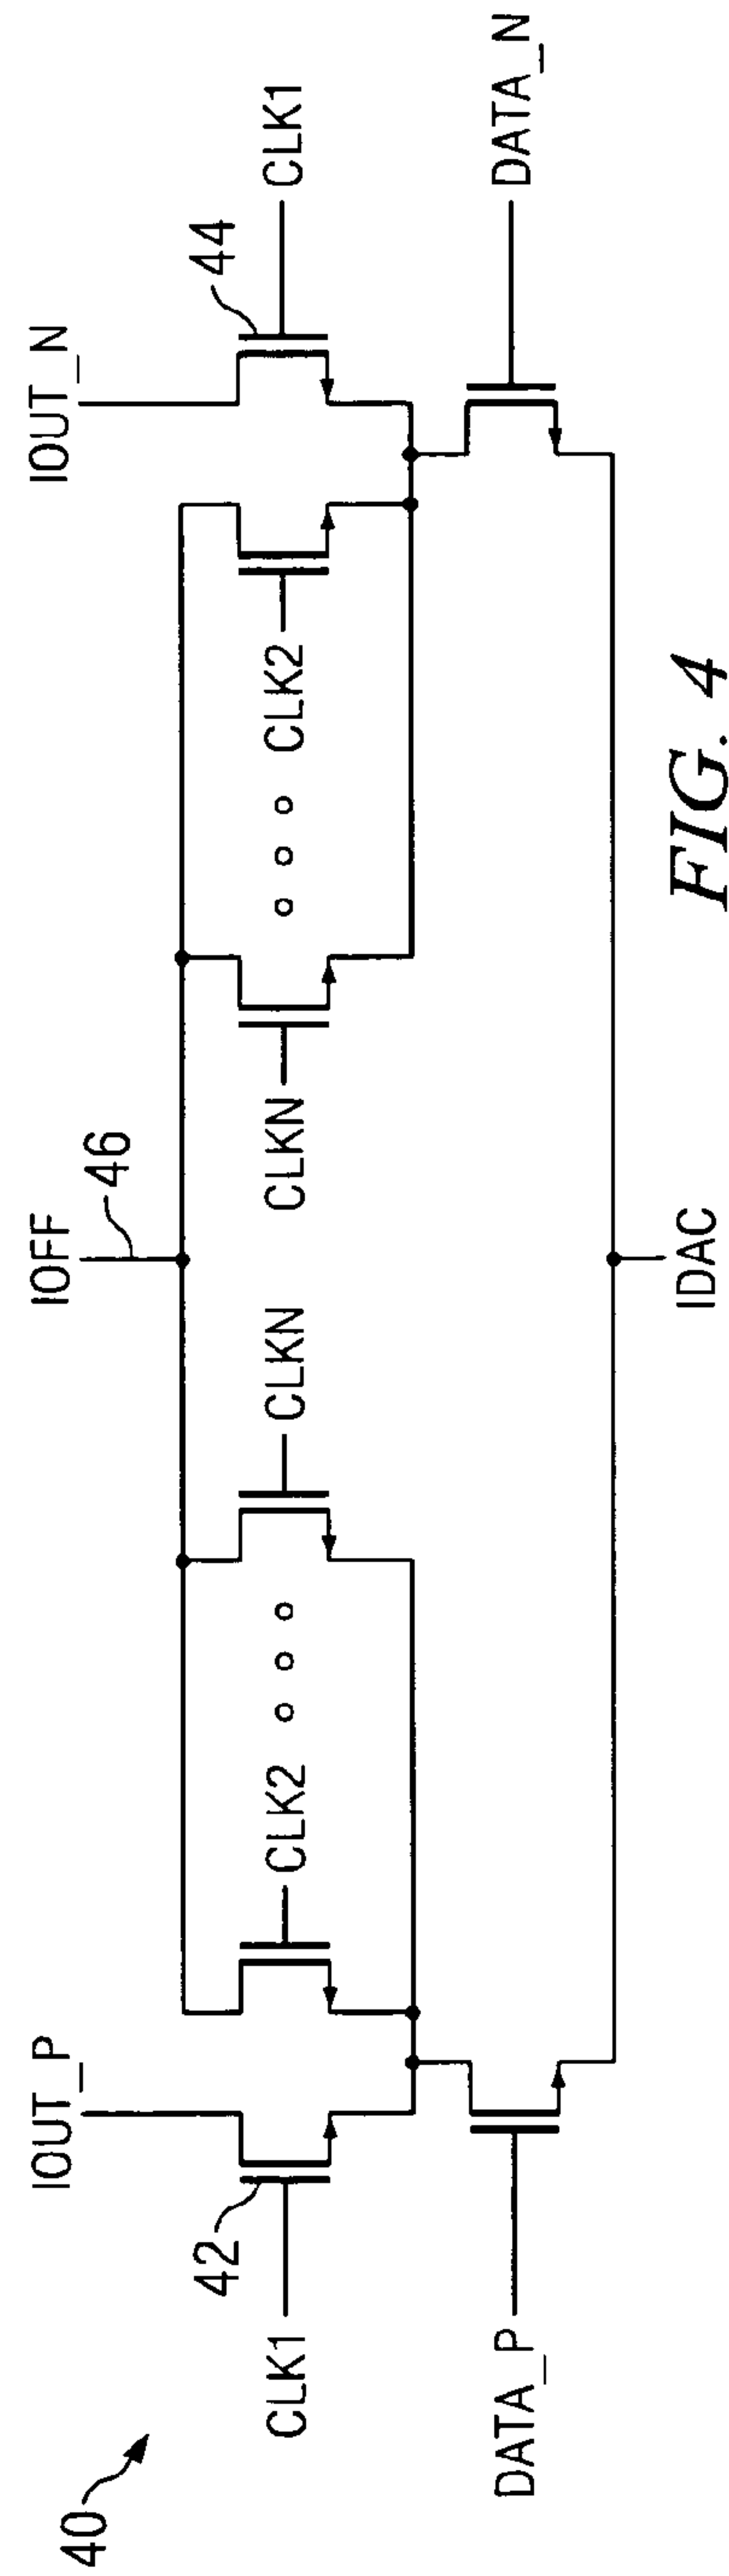 40
IOUT_P
IOFF
46
IOUT_N
42
44
CLK1
CLK2
CLKN
CLKN
CLK2
CLK1
DATA_P
DATA_N
IDAC
FIG. 4